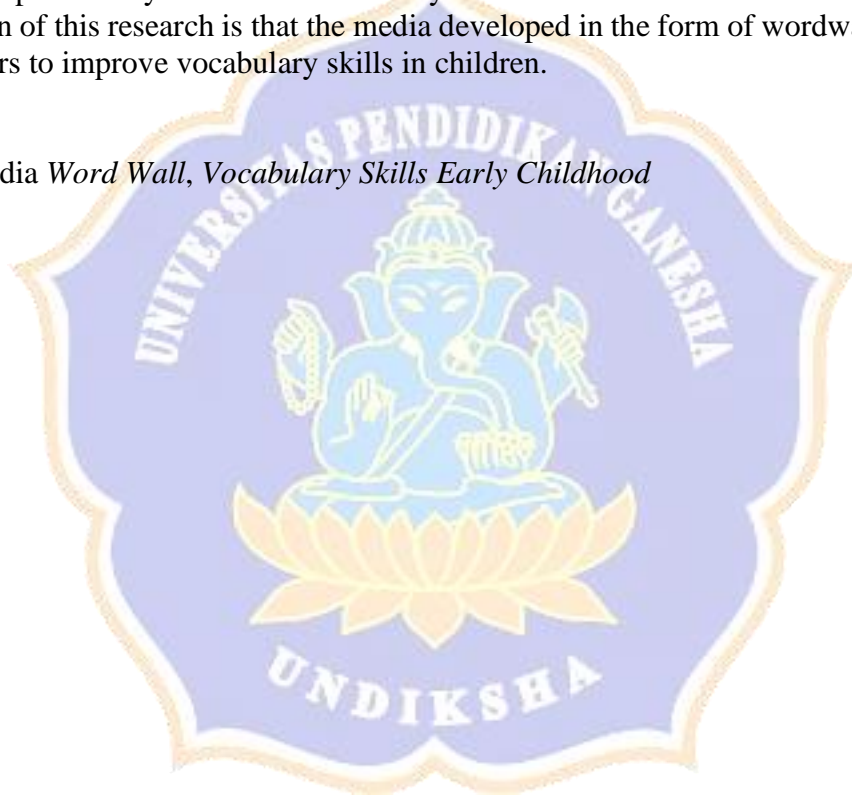 n of this research is that the media developed in the form of wordwa
rs to improve vocabulary skills in children.
dia Word Wall, Vocabulary Skills Early Childhood
UNIVERSITAS PENDIDIKAN GANESHA
UNDIKSHA